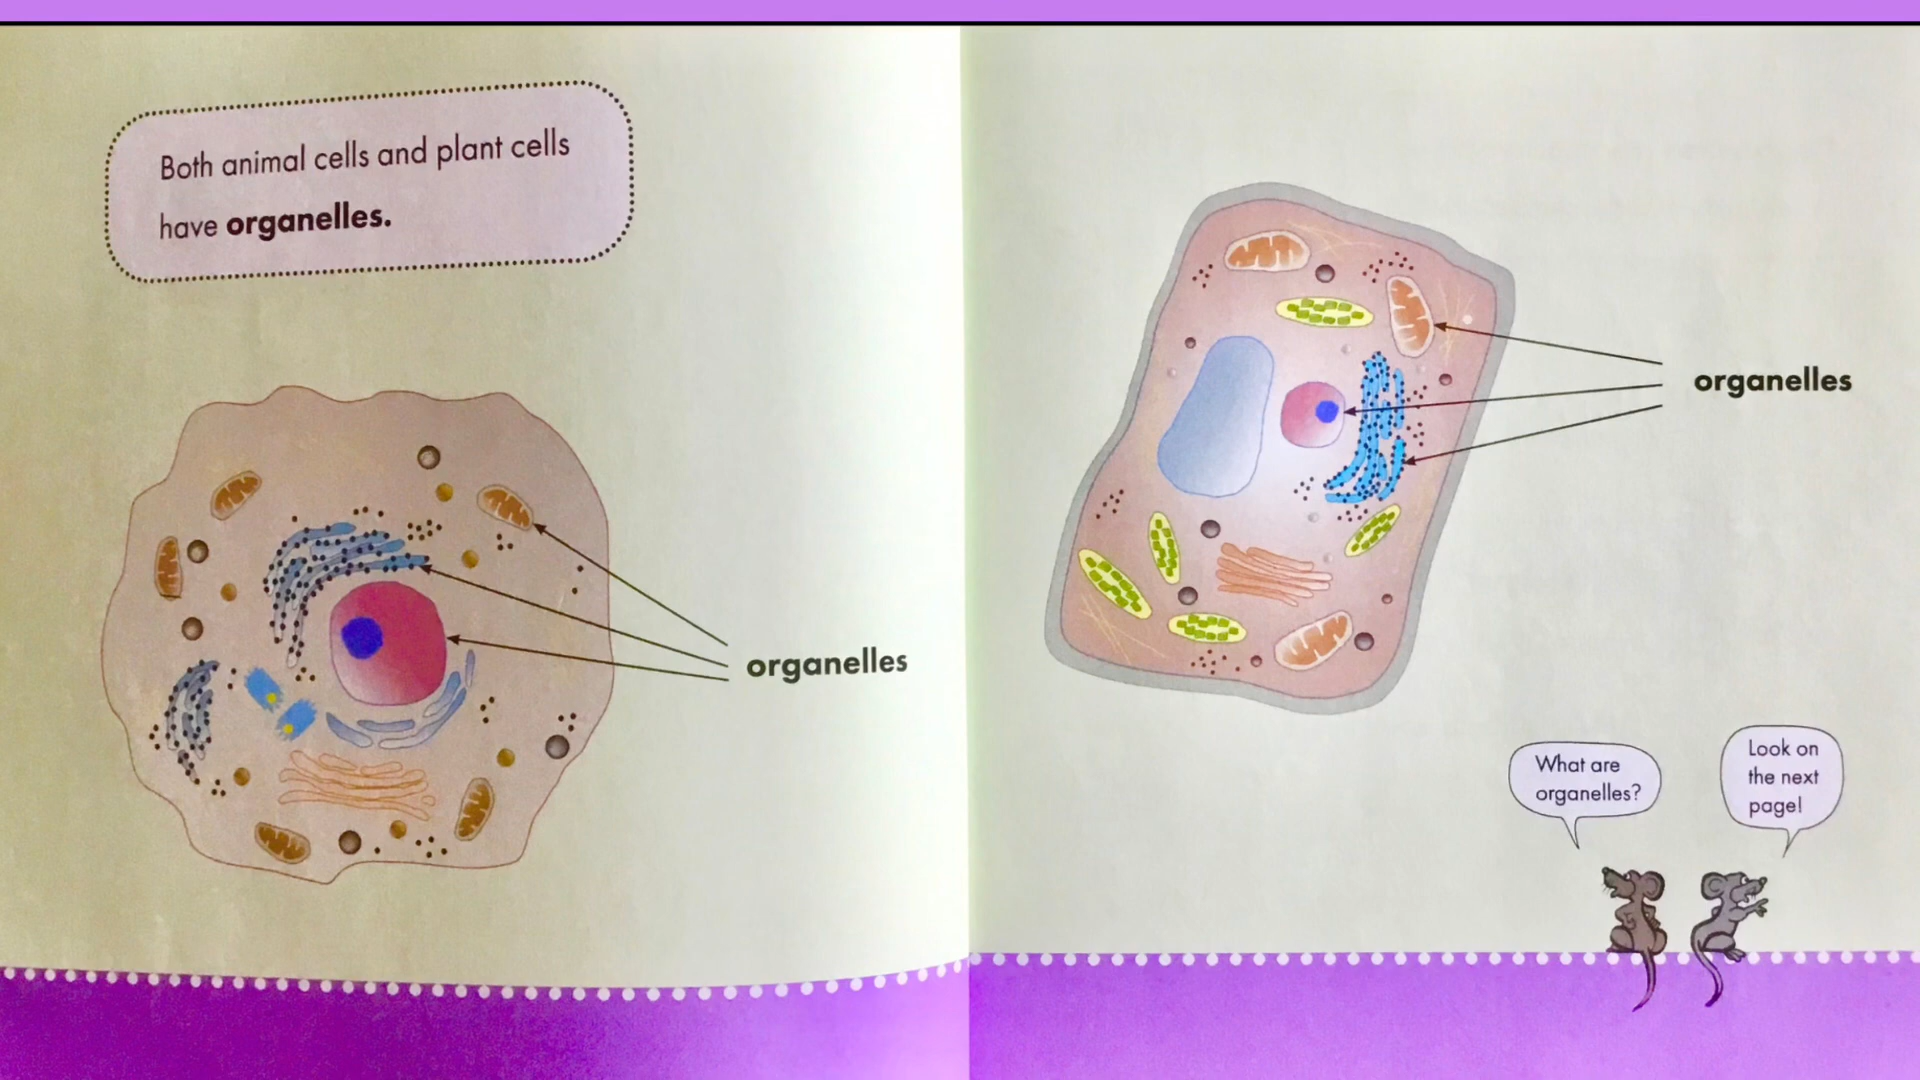 Both animal cells and plant cells
have organelles.
organelles
organelles
What are
organelles?
Look on
the next
page!